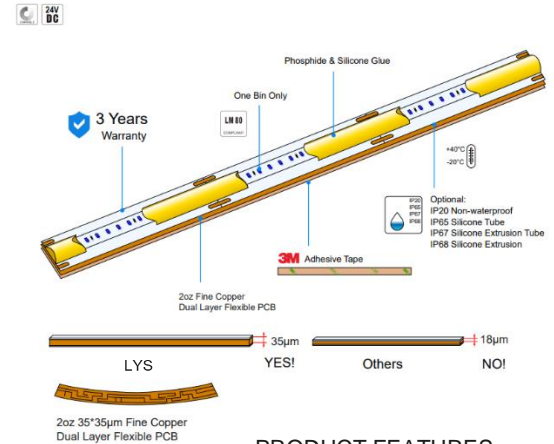 24V
DC
Phosphide & Silicone Glue
One Bin Only
LM 80
COMPLIANT
3 Years
Warranty
+40°C
-20°C
IP20
IP65
IP67
IP68
Optional:
IP20 Non-waterproof
IP65 Silicone Tube
IP67 Silicone Extrusion Tube
IP68 Silicone Extrusion
3M Adhesive Tape
2oz Fine Copper
Dual Layer Flexible PCB
35µm
18µm
LYS
YES!
Others
NO!
2oz 35*35µm Fine Copper
Dual Layer Flexible PCB
PRODUCT FEATURES